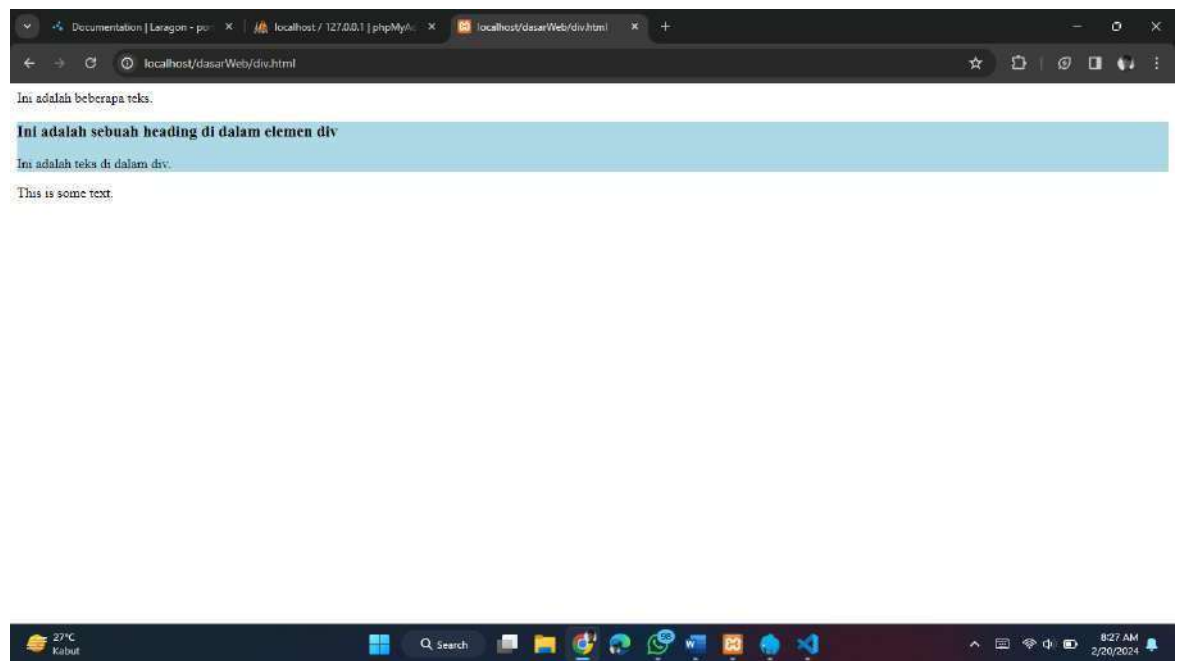 Documentation | Laragon - por
localhost / 127.0.0.1 | phpMyA
localhost/dasarWeb/div.html
localhost/dasarWeb/div.html
Ini adalah beberapa teks.
Ini adalah sebuah heading di dalam elemen div
Ini adalah teks di dalam div.
This is some text.
27°C
Kabut
Search
W
8:27 AM
2/20/2024